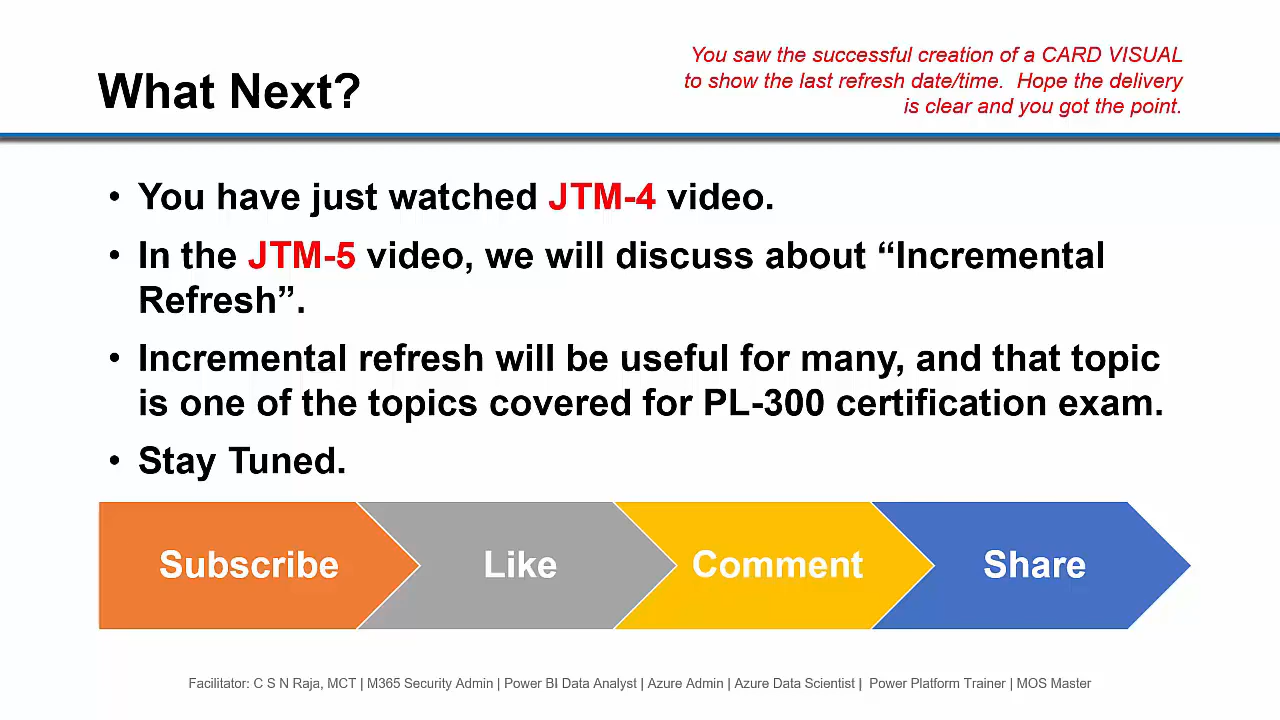 What Next?
You saw the successful creation of a CARD VISUAL
to show the last refresh date/time.  Hope the delivery
is clear and you got the point.
• You have just watched JTM-4 video.
• In the JTM-5 video, we will discuss about “Incremental
Refresh”.
• Incremental refresh will be useful for many, and that topic
is one of the topics covered for PL-300 certification exam.
• Stay Tuned.
Subscribe
Like
Comment
Share
Facilitator: C S N Raja, MCT | M365 Security Admin | Power BI Data Analyst | Azure Admin | Azure Data Scientist |  Power Platform Trainer | MOS Master